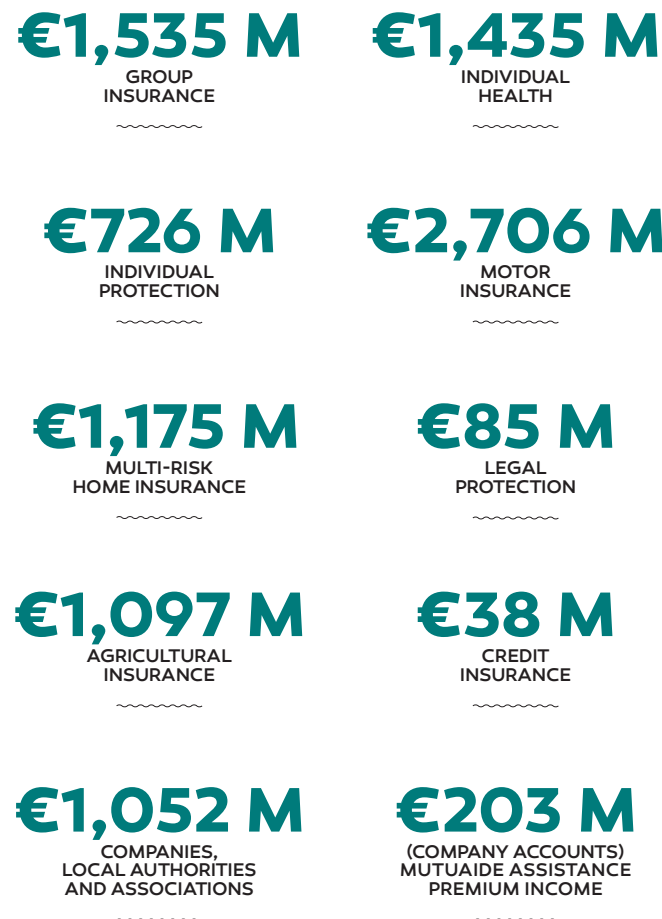 €1,535 M
GROUP
INSURANCE
€1,435 M
INDIVIDUAL
HEALTH
€726 M
INDIVIDUAL
PROTECTION
€2,706 M
MOTOR
INSURANCE
€1,175 M
MULTI-RISK
HOME INSURANCE
€85 M
LEGAL
PROTECTION
€1,097 M
AGRICULTURAL
INSURANCE
€38 M
CREDIT
INSURANCE
€1,052 M
COMPANIES,
LOCAL AUTHORITIES
AND ASSOCIATIONS
€203 M
(COMPANY ACCOUNTS)
MUTUAIDE ASSISTANCE
PREMIUM INCOME